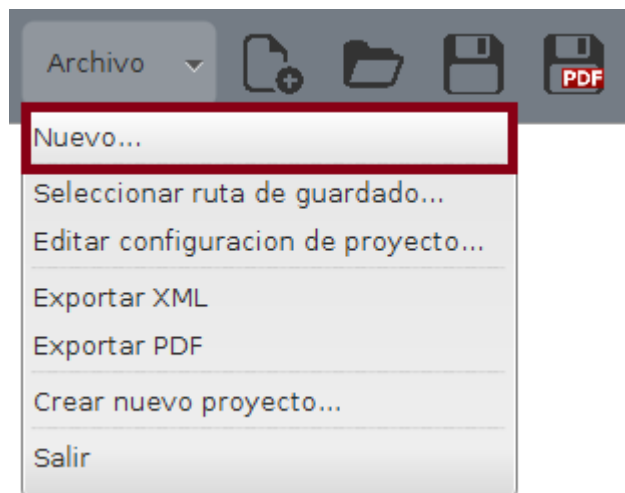 Archivo
PDF
Nuevo...
Seleccionar ruta de guardado...
Editar configuracion de proyecto...
Exportar XML
Exportar PDF
Crear nuevo proyecto...
Salir